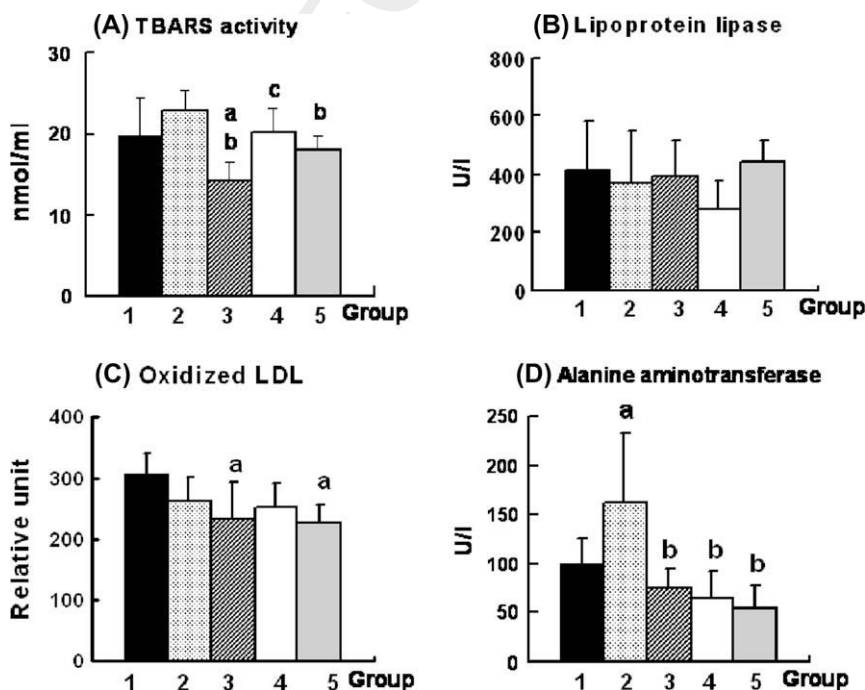 (A) TBARS activity
30
20
10
0
nmol/ml
a
b
c
b
1 2 3 4 5 Group
(B) Lipoprotein lipase
800
600
400
200
0
U/l
1 2 3 4 5 Group
(C) Oxidized LDL
400
300
200
100
0
Relative unit
a
a
1 2 3 4 5 Group
(D) Alanine aminotransferase
250
200
150
100
50
0
U/l
a
b b b
1 2 3 4 5 Group